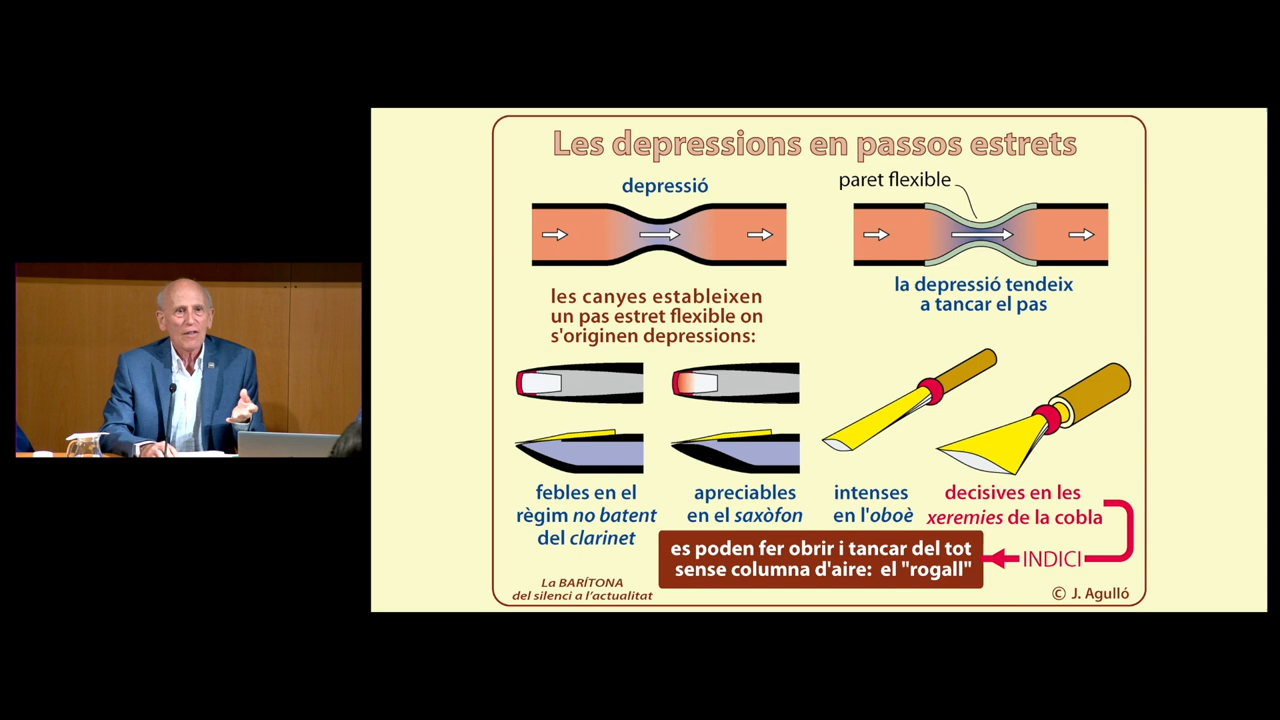 Les depressions en passos estrets
depressió
paret flexible
la depressió tendeix
a tancar el pas
les canyes estableixen
un pas estret flexible on
s'originen depressions:
febles en el
règim no batent
del clarinet
apreciables
en el saxòfon
intenses
en l'oboè
decisives en les
xeremies de la cobla
es poden fer obrir i tancar del tot
sense columna d'aire: el "rogall"
INDICI
La BARÍTONA
del silenci a l'actualitat
© J. Agulló